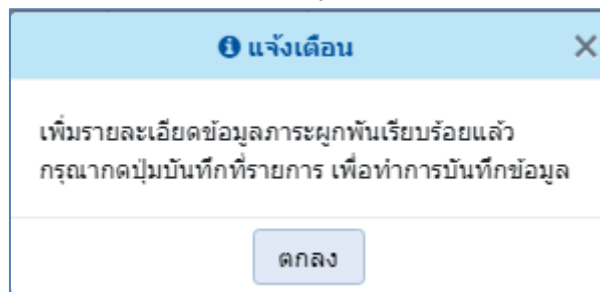 แจ้งเตือน
เพิ่มรายละเอียดข้อมูลภาระผูกพันเรียบร้อยแล้ว
กรุณากดปุ่มบันทึกที่รายการ เพื่อทำการบันทึกข้อมูล
ตกลง